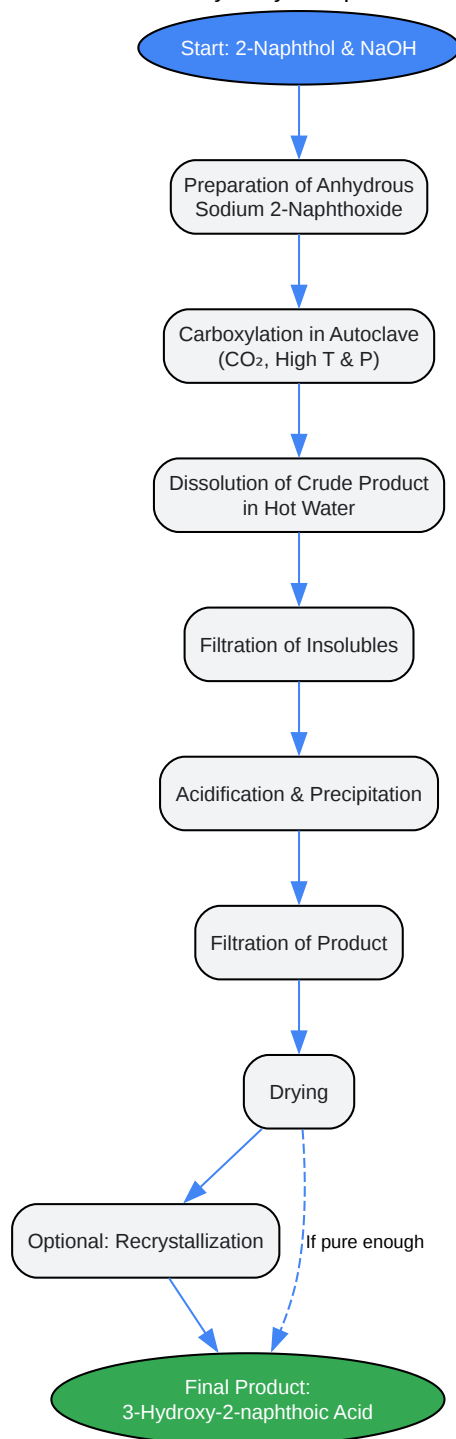 Start: 2-Naphthol & NaOH
Preparation of Anhydrous
Sodium 2-Naphthoxide
Carboxylation in Autoclave
(CO₂, High T & P)
Dissolution of Crude Product
in Hot Water
Filtration of Insolubles
Acidification & Precipitation
Filtration of Product
Drying
Optional: Recrystallization
If pure enough
Final Product:
3-Hydroxy-2-naphthoic Acid